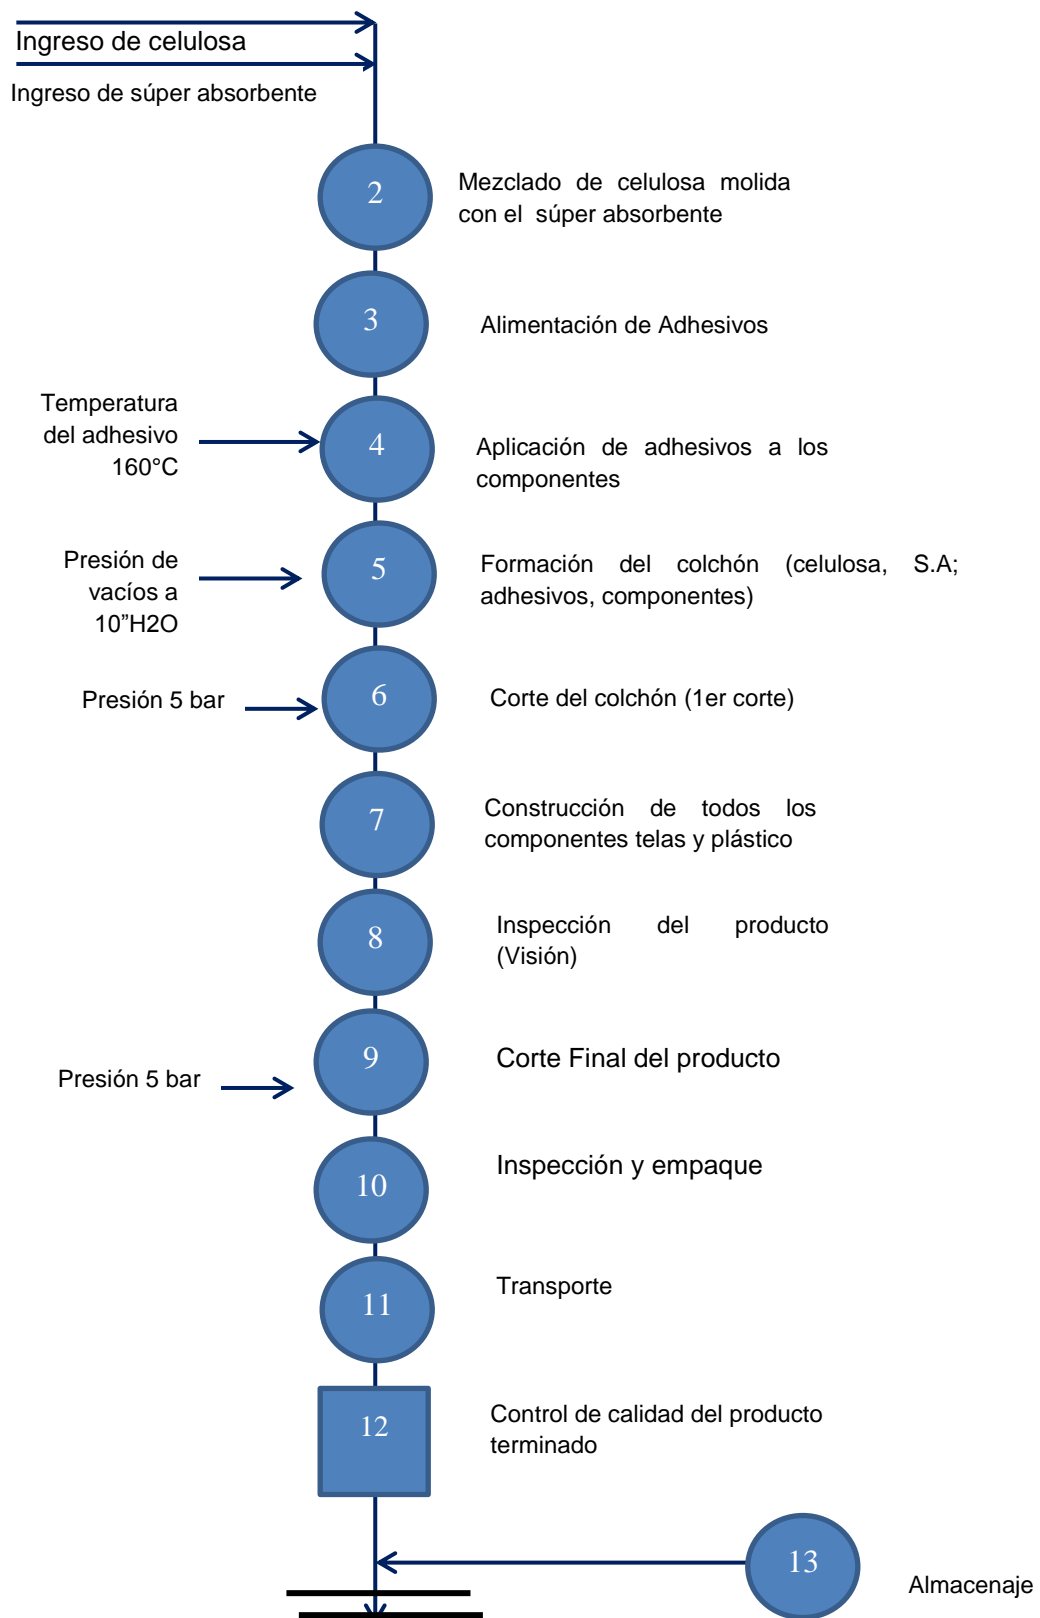 Ingreso de celulosa
Ingreso de súper absorbente
2
Mezclado de celulosa molida
con el súper absorbente
3
Alimentación de Adhesivos
Temperatura
del adhesivo
160°C
4
Aplicación de adhesivos a los
componentes
Presión de
vacíos a
10”H2O
5
Formación del colchón (celulosa, S.A;
adhesivos, componentes)
Presión 5 bar
6
Corte del colchón (1er corte)
7
Construcción de todos los
componentes telas y plástico
8
Inspección del producto
(Visión)
Presión 5 bar
9
Corte Final del producto
10
Inspección y empaque
11
Transporte
12
Control de calidad del producto
terminado
13
Almacenaje